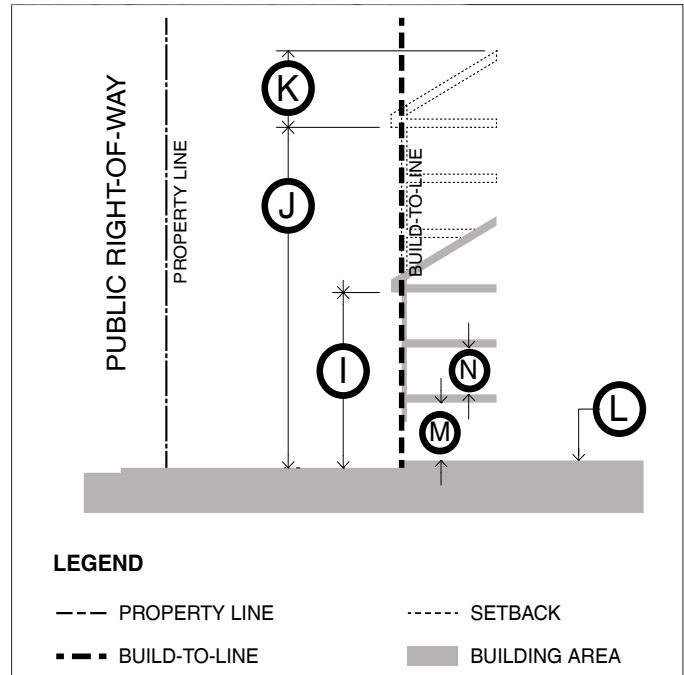 PUBLIC RIGHT-OF-WAY
PROPERTY LINE
K
J
I
BUILD-TO-LINE
N
M
L
LEGEND
PROPERTY LINE
SETBACK
BUILD-TO-LINE
BUILDING AREA